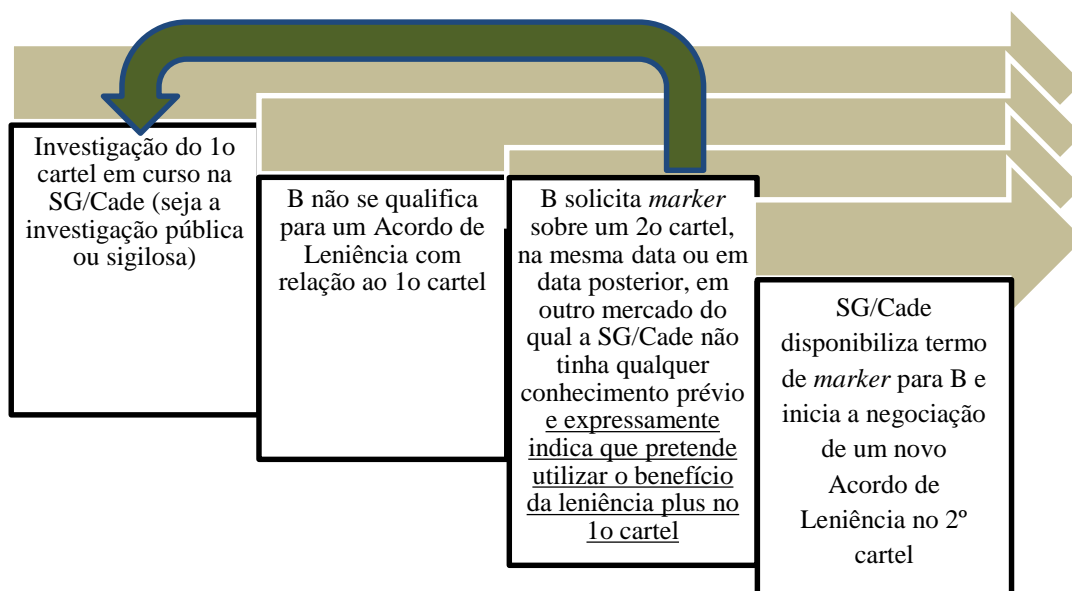 Investigação do 1o
cartel em curso na
SG/Cade (seja a
investigação pública
ou sigilosa)
B não se qualifica
para um Acordo de
Leniência com
relação ao 1o cartel
B solicita marker
sobre um 2o cartel,
na mesma data ou em
data posterior, em
outro mercado do
qual a SG/Cade não
tinha qualquer
conhecimento prévio
e expressamente
indica que pretende
utilizar o benefício
da leniência plus no
1o cartel
SG/Cade
disponibiliza termo
de marker para B e
inicia a negociação
de um novo
Acordo de
Leniência no 2º
cartel